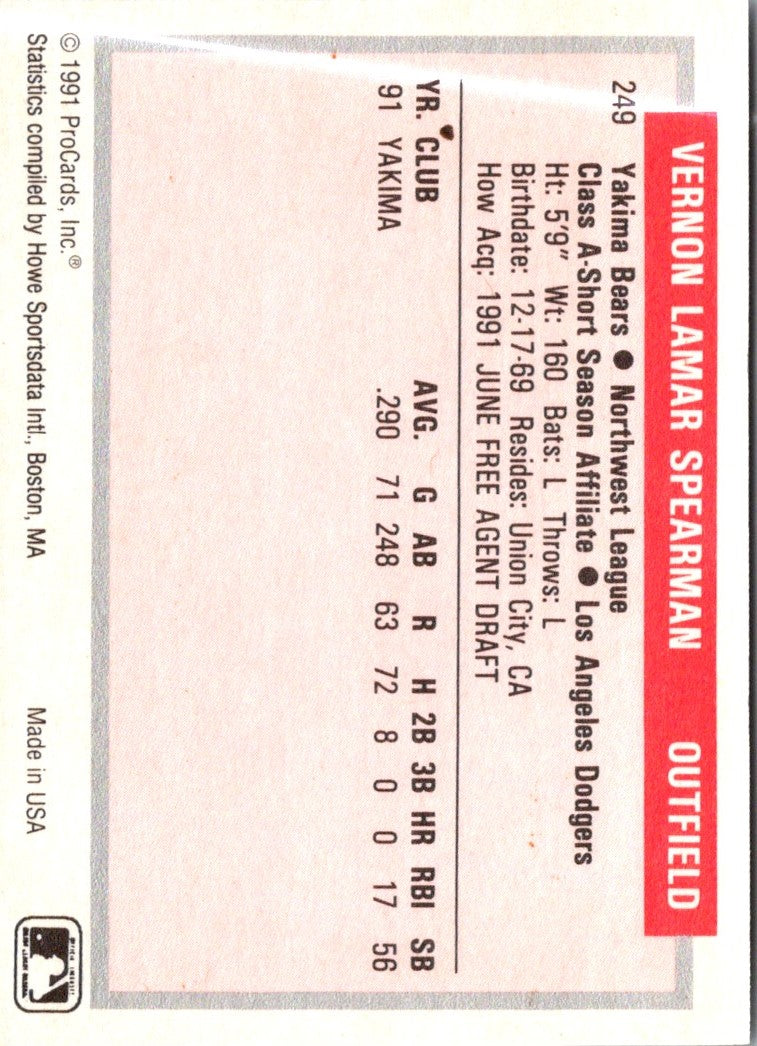 VERNON LAMAR SPEARMAN OUTFIELD
249 Yakima Bears ● Northwest League
Class A-Short Season Affiliate ● Los Angeles Dodgers
Ht: 5'9" Wt: 160 Bats: L Throws: L
Birthdate: 12-17-69 Resides: Union City, CA
How Acq: 1991 JUNE FREE AGENT DRAFT
YR. CLUB AVG. G AB R H 2B 3B HR RBI SB
91 YAKIMA .290 71 248 63 72 8 0 0 17 56
© 1991 ProCards, Inc.® Made in USA
Statistics compiled by Howe Sportsdata Intl., Boston, MA